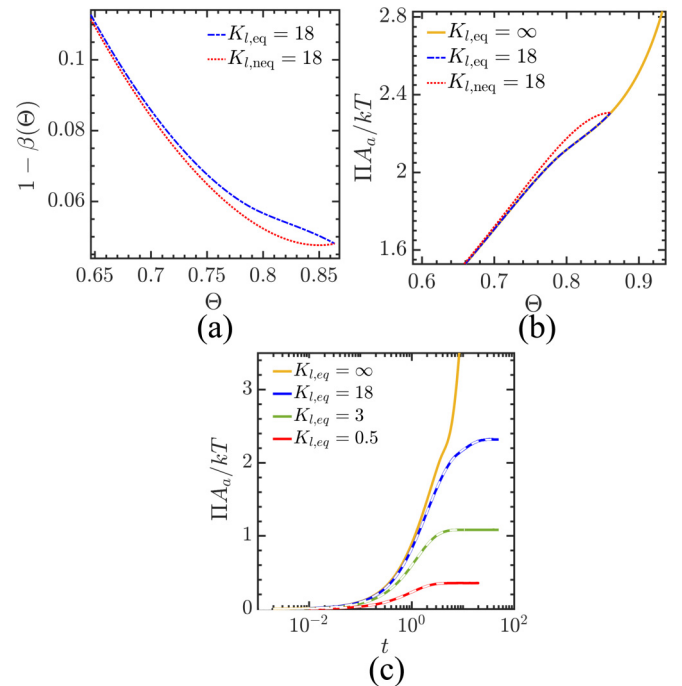 K_{l,eq} = 18
K_{l,neq} = 18
0.1
0.08
0.06
1 − β(Θ)
0.65 0.7 0.75 0.8 0.85
Θ
(a)
K_{l,eq} = ∞
K_{l,eq} = 18
K_{l,neq} = 18
2.8
2.4
2
1.6
ΠA_a/kT
0.6 0.7 0.8 0.9
Θ
(b)
K_{l,eq} = ∞
K_{l,eq} = 18
K_{l,eq} = 3
K_{l,eq} = 0.5
3
2
1
0
ΠA_a/kT
10^{-2} 10^0 10^2
t
(c)